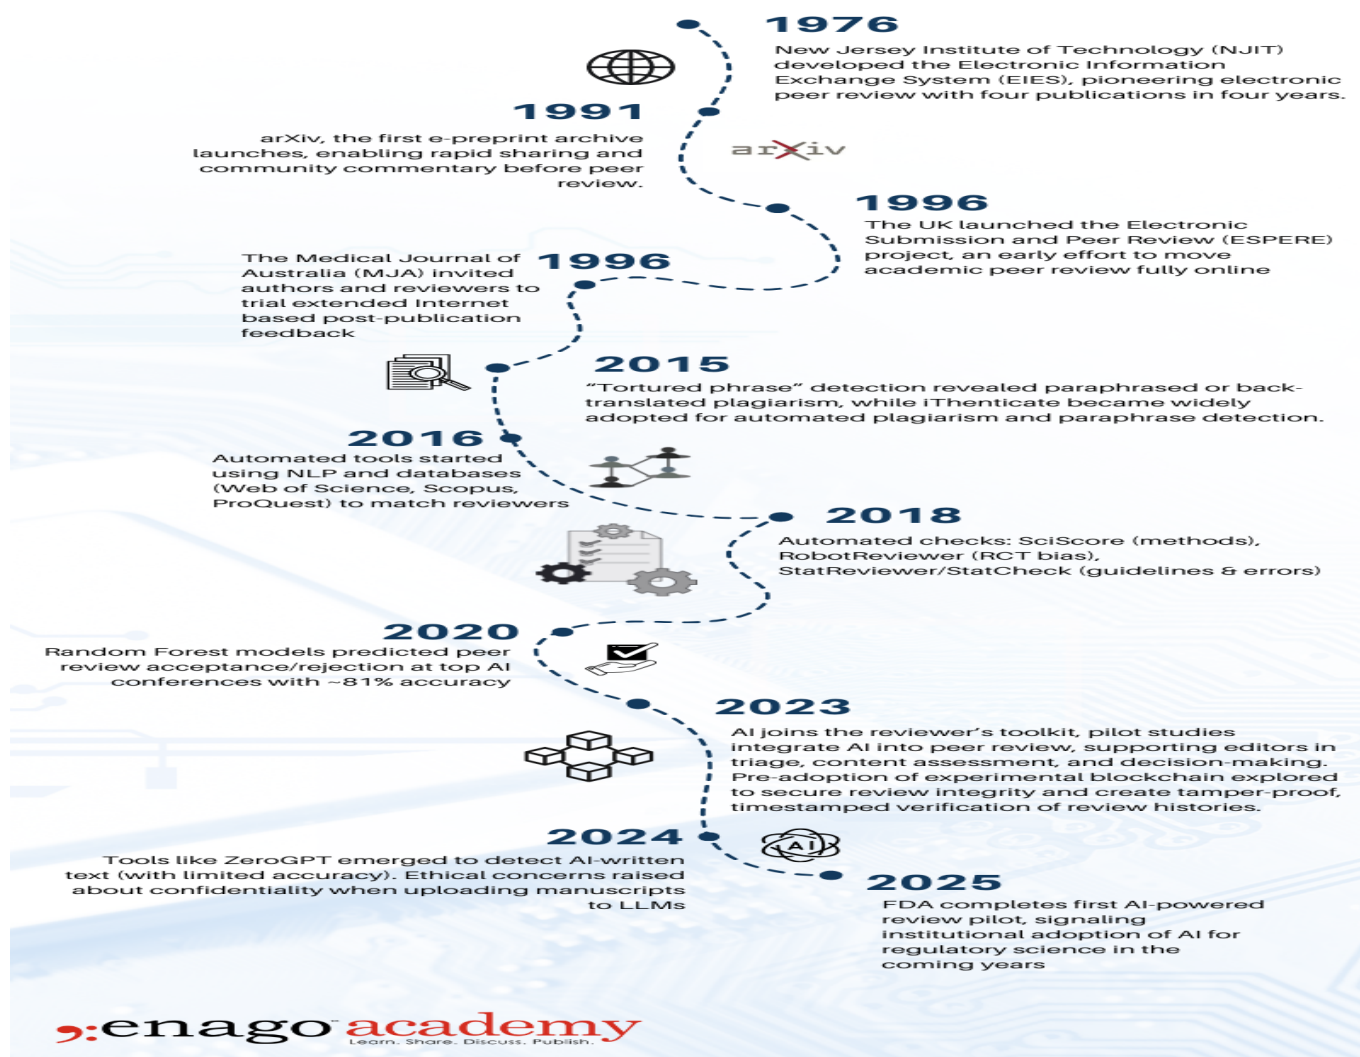 1976
New Jersey Institute of Technology (NJIT)
developed the Electronic Information
Exchange System (EIES), pioneering electronic
peer review with four publications in four years.
1991
arXiv, the first e-preprint archive
launches, enabling rapid sharing and
community commentary before peer
review.
arXiv
1996
The UK launched the Electronic
Submission and Peer Review (ESPERE)
project, an early effort to move
academic peer review fully online
1996
The Medical Journal of
Australia (MJA) invited
authors and reviewers to
trial extended Internet
based post-publication
feedback
2015
“Tortured phrase” detection revealed paraphrased or back-
translated plagiarism, while iThenticate became widely
adopted for automated plagiarism and paraphrase detection.
2016
Automated tools started
using NLP and databases
(Web of Science, Scopus,
ProQuest) to match reviewers
2018
Automated checks: SciScore (methods),
RobotReviewer (RCT bias),
StatReviewer/StatCheck (guidelines & errors)
2020
Random Forest models predicted peer
review acceptance/rejection at top AI
conferences with ~81% accuracy
2023
AI joins the reviewer’s toolkit, pilot studies
integrate AI into peer review, supporting editors in
triage, content assessment, and decision-making.
Pre-adoption of experimental blockchain explored
to secure review integrity and create tamper-proof,
timestamped verification of review histories.
2024
Tools like ZeroGPT emerged to detect AI-written
text (with limited accuracy). Ethical concerns raised
about confidentiality when uploading manuscripts
to LLMs
AI
2025
FDA completes first AI-powered
review pilot, signaling
institutional adoption of AI for
regulatory science in the
coming years
enago academy
Learn. Share. Discuss. Publish.